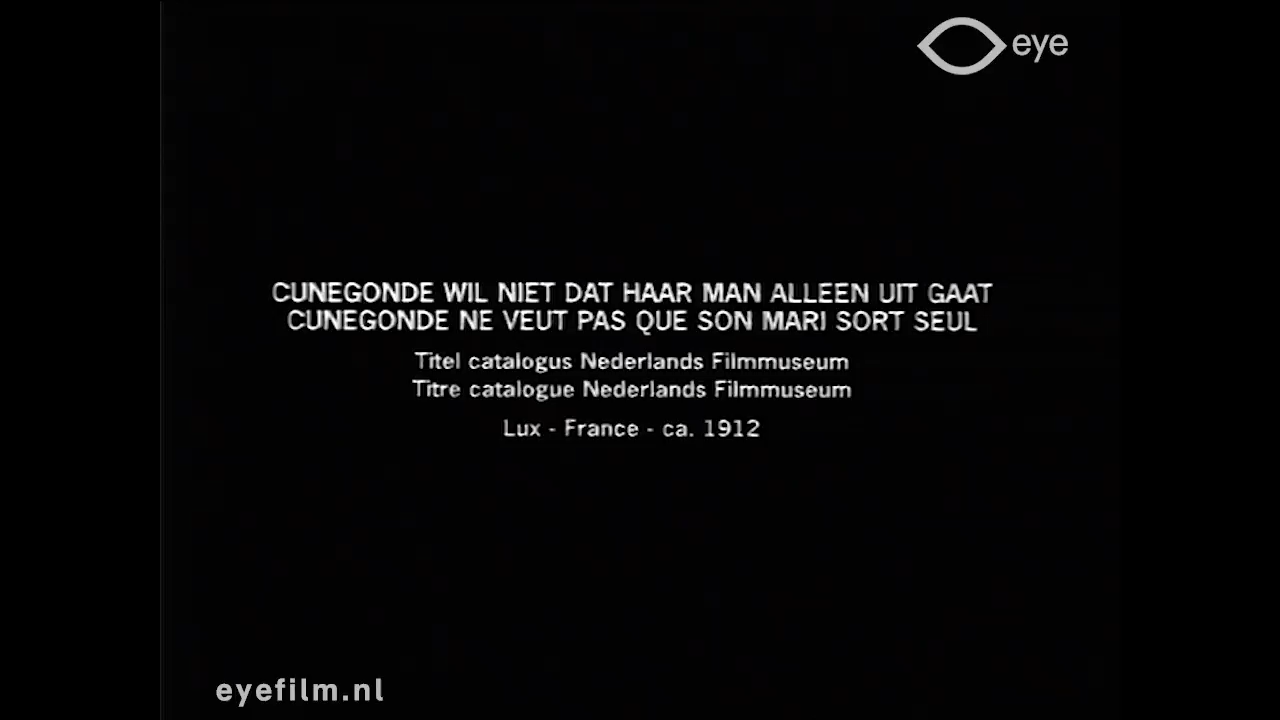 eye
CUNEGONDE WIL NIET DAT HAAR MAN ALLEEN UIT GAAT
CUNEGONDE NE VEUT PAS QUE SON MARI SORT SEUL
Titel catalogus Nederlands Filmmuseum
Titre catalogue Nederlands Filmmuseum
Lux - France - ca. 1912
eyefilm.nl